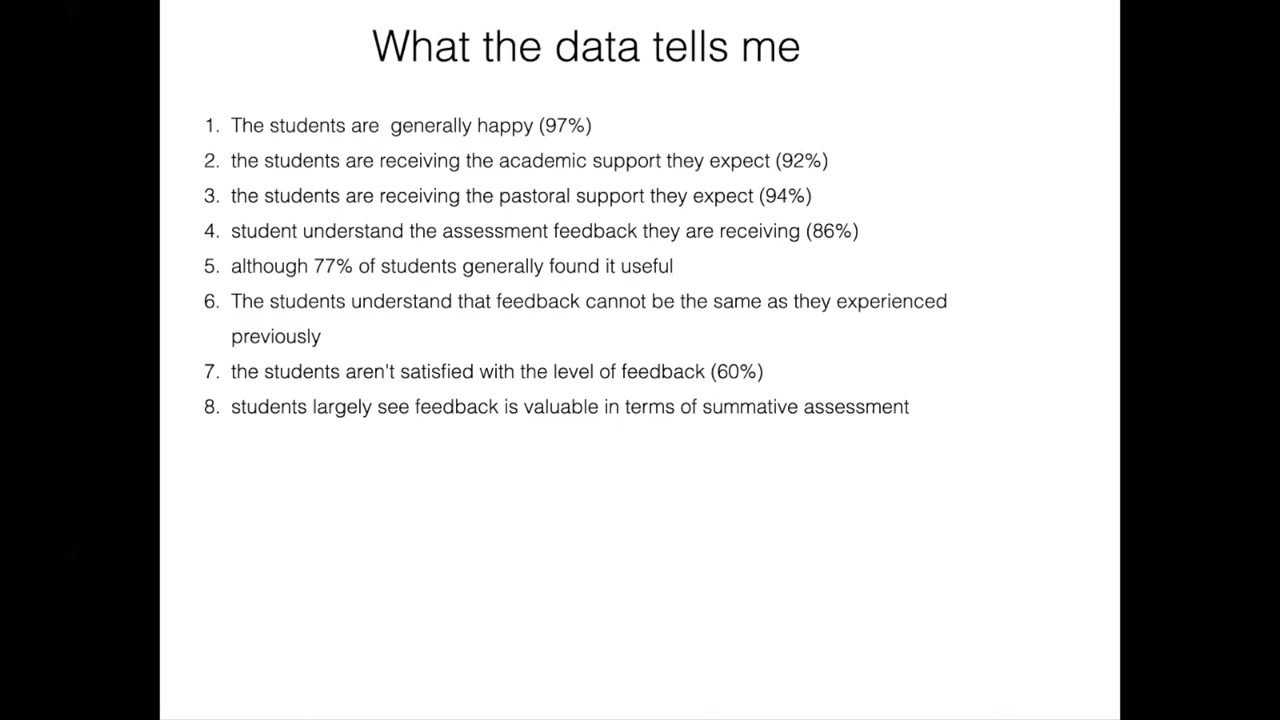 What the data tells me
1. The students are  generally happy (97%)
2. the students are receiving the academic support they expect (92%)
3. the students are receiving the pastoral support they expect (94%)
4. student understand the assessment feedback they are receiving (86%)
5. although 77% of students generally found it useful
6. The students understand that feedback cannot be the same as they experienced
previously
7. the students aren't satisfied with the level of feedback (60%)
8. students largely see feedback is valuable in terms of summative assessment